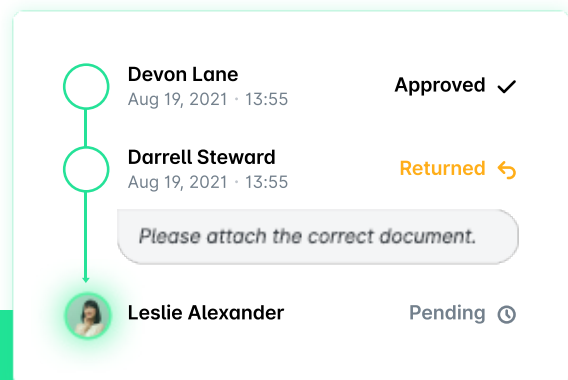 Devon Lane
Aug 19, 2021 · 13:55
Approved
Darrell Steward
Aug 19, 2021 · 13:55
Returned
Please attach the correct document.
Leslie Alexander
Pending